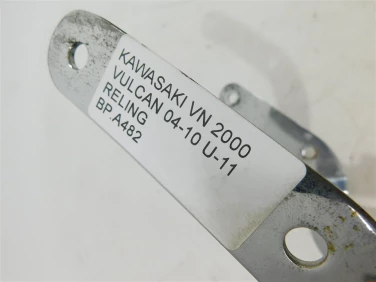 KAWASAKI VN 2000
VULCAN 04-10 U-11
RELING
BP.A482